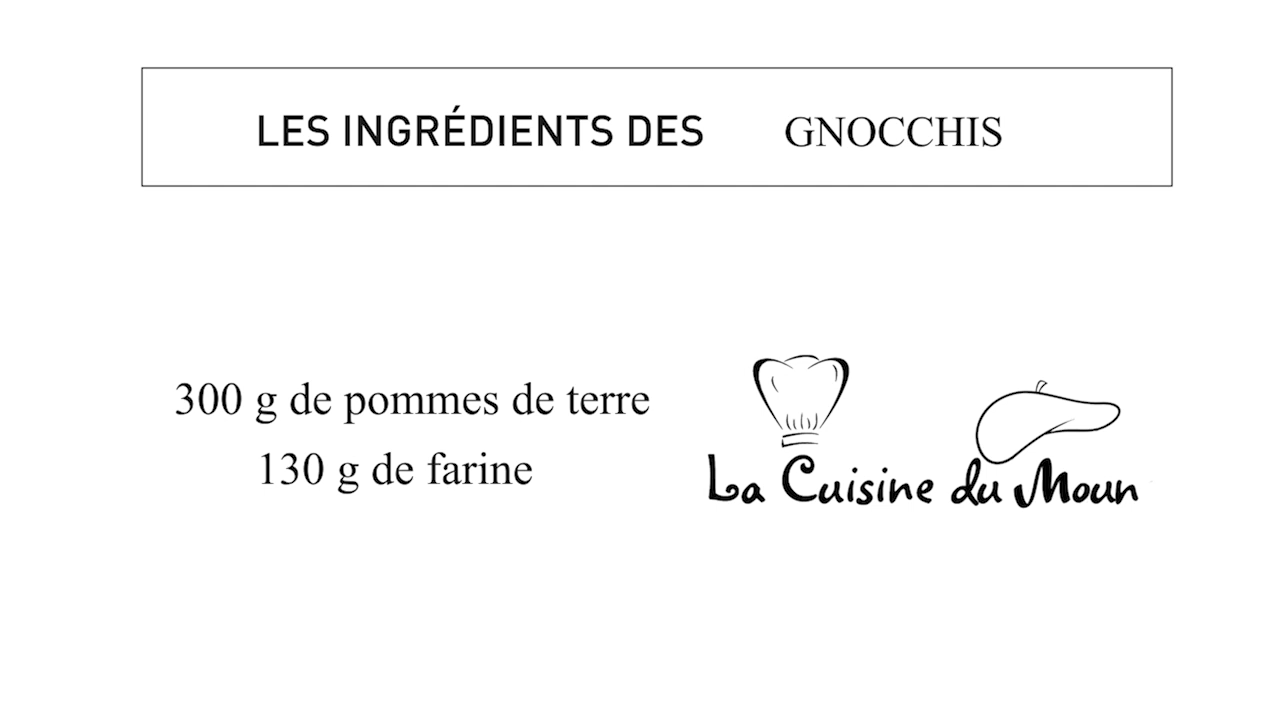 LES INGRÉDIENTS DES GNOCCHIS
300 g de pommes de terre
130 g de farine
La Cuisine du Moun